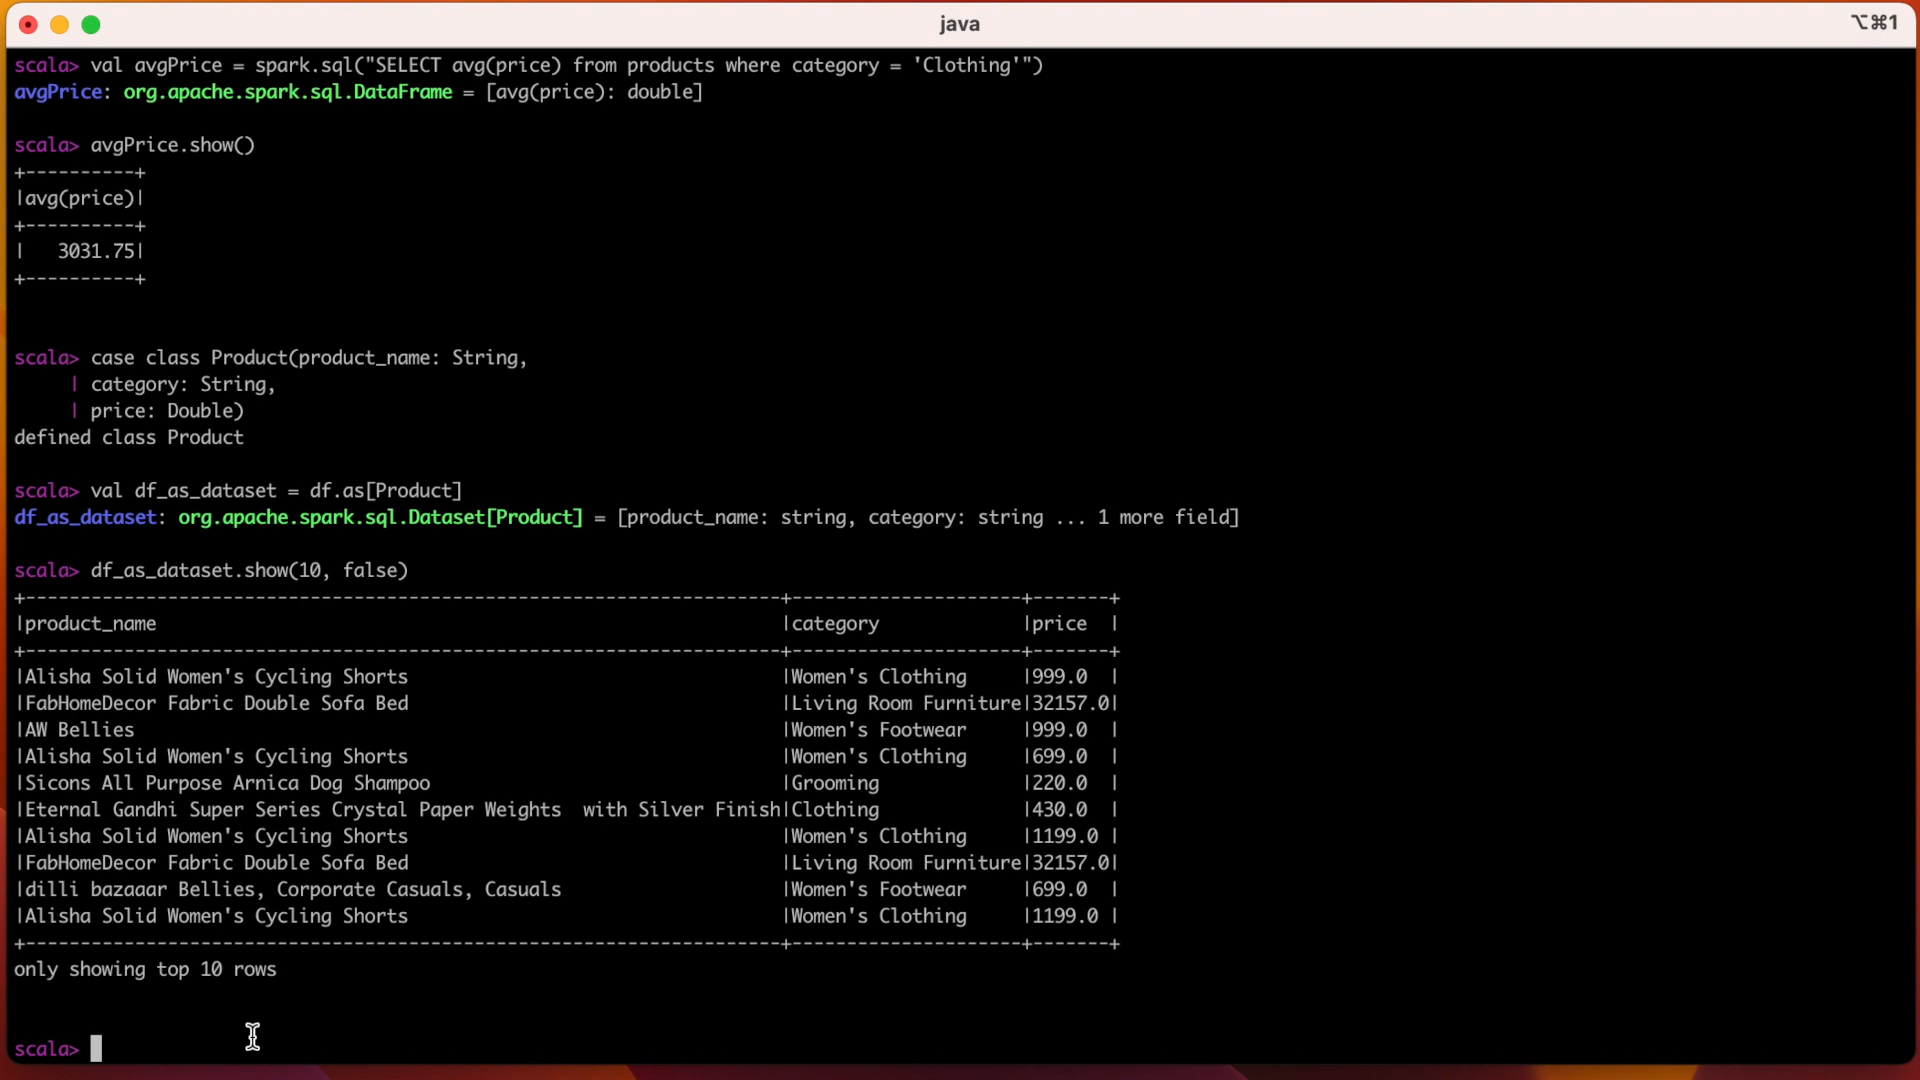 java
⌥⌘1
scala> val avgPrice = spark.sql("SELECT avg(price) from products where category = 'Clothing'")
avgPrice: org.apache.spark.sql.DataFrame = [avg(price): double]
scala> avgPrice.show()
+----------+
|avg(price)|
+----------+
|   3031.75|
+----------+
scala> case class Product(product_name: String,
     | category: String,
     | price: Double)
defined class Product
scala> val df_as_dataset = df.as[Product]
df_as_dataset: org.apache.spark.sql.Dataset[Product] = [product_name: string, category: string ... 1 more field]
scala> df_as_dataset.show(10, false)
+---------------------------------------------------------------------+---------------------+-------+
|product_name                                                         |category             |price  |
+---------------------------------------------------------------------+---------------------+-------+
|Alisha Solid Women's Cycling Shorts                                  |Women's Clothing     |999.0  |
|FabHomeDecor Fabric Double Sofa Bed                                  |Living Room Furniture|32157.0|
|AW Bellies                                                           |Women's Footwear     |999.0  |
|Alisha Solid Women's Cycling Shorts                                  |Women's Clothing     |699.0  |
|Sicons All Purpose Arnica Dog Shampoo                                |Grooming             |220.0  |
|Eternal Gandhi Super Series Crystal Paper Weights  with Silver Finish|Clothing             |430.0  |
|Alisha Solid Women's Cycling Shorts                                  |Women's Clothing     |1199.0 |
|FabHomeDecor Fabric Double Sofa Bed                                  |Living Room Furniture|32157.0|
|dilli bazaaar Bellies, Corporate Casuals, Casuals                    |Women's Footwear     |699.0  |
|Alisha Solid Women's Cycling Shorts                                  |Women's Clothing     |1199.0 |
+---------------------------------------------------------------------+---------------------+-------+
only showing top 10 rows
scala>